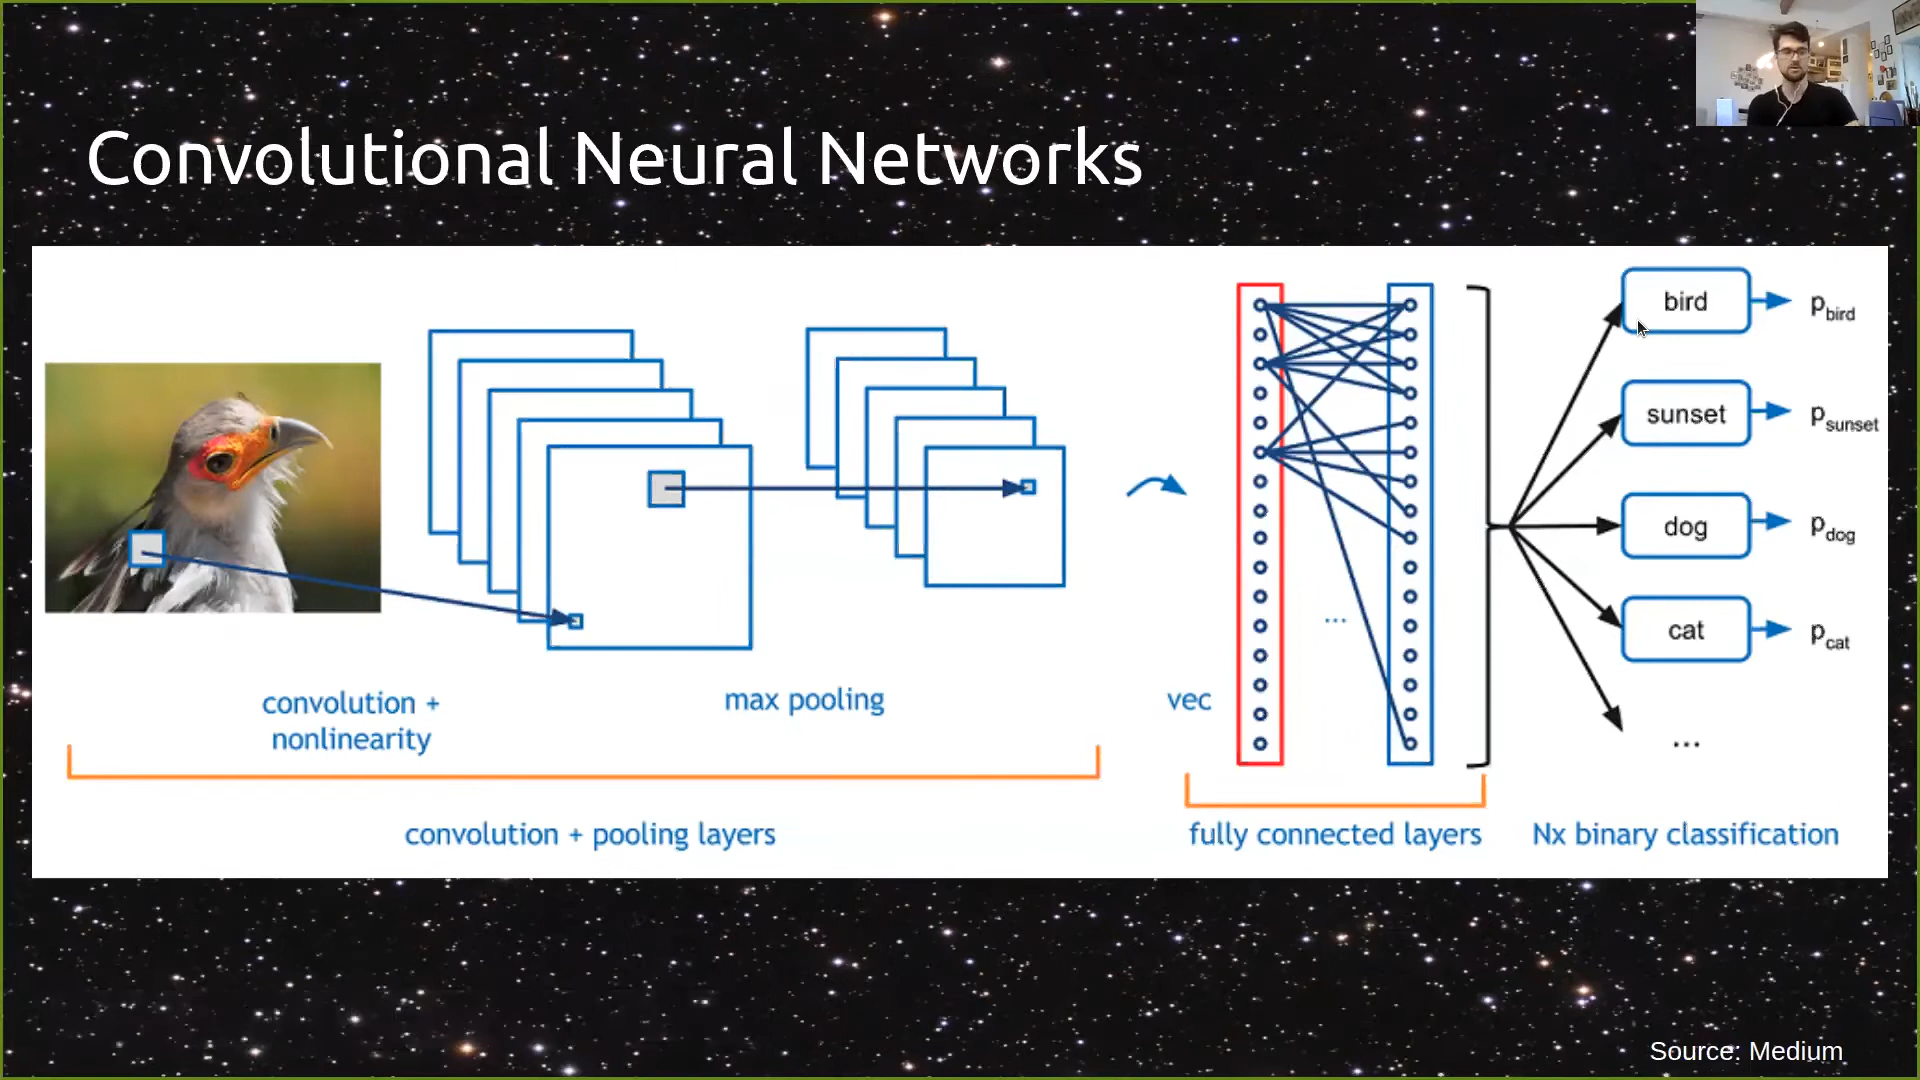 Convolutional Neural Networks
convolution +
nonlinearity
max pooling
vec
convolution + pooling layers
...
fully connected layers
bird
p_bird
sunset
p_sunset
dog
p_dog
cat
p_cat
...
Nx binary classification
Source: Medium